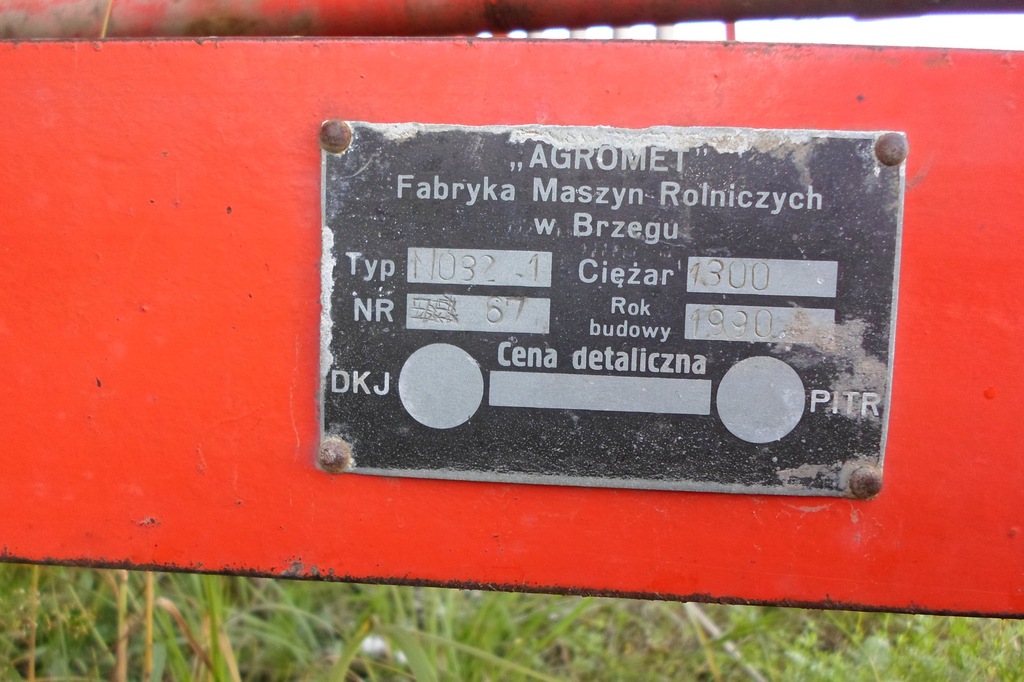 „AGROMET”
Fabryka Maszyn Rolniczych
w Brzegu
Typ N032 1 Ciężar 1300
NR 67 Rok budowy 1990
Cena detaliczna
DKJ PITR